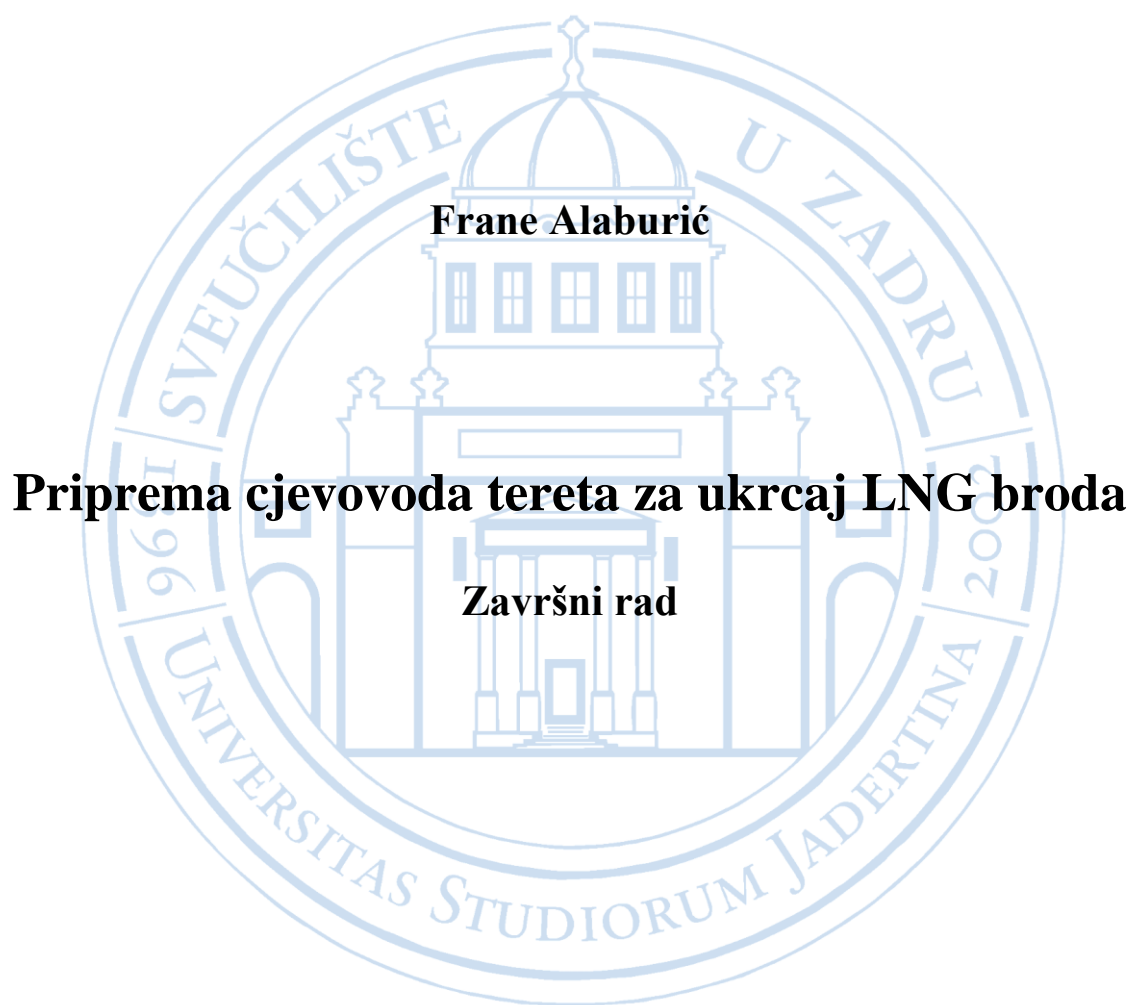 SVEUČILIŠTE U ZADRU
Frane Alaburić
Priprema cjevovoda tereta za ukrcaj LNG broda
Završni rad
1396
2002
UNIVERSITAS STUDIORUM JADERTINA